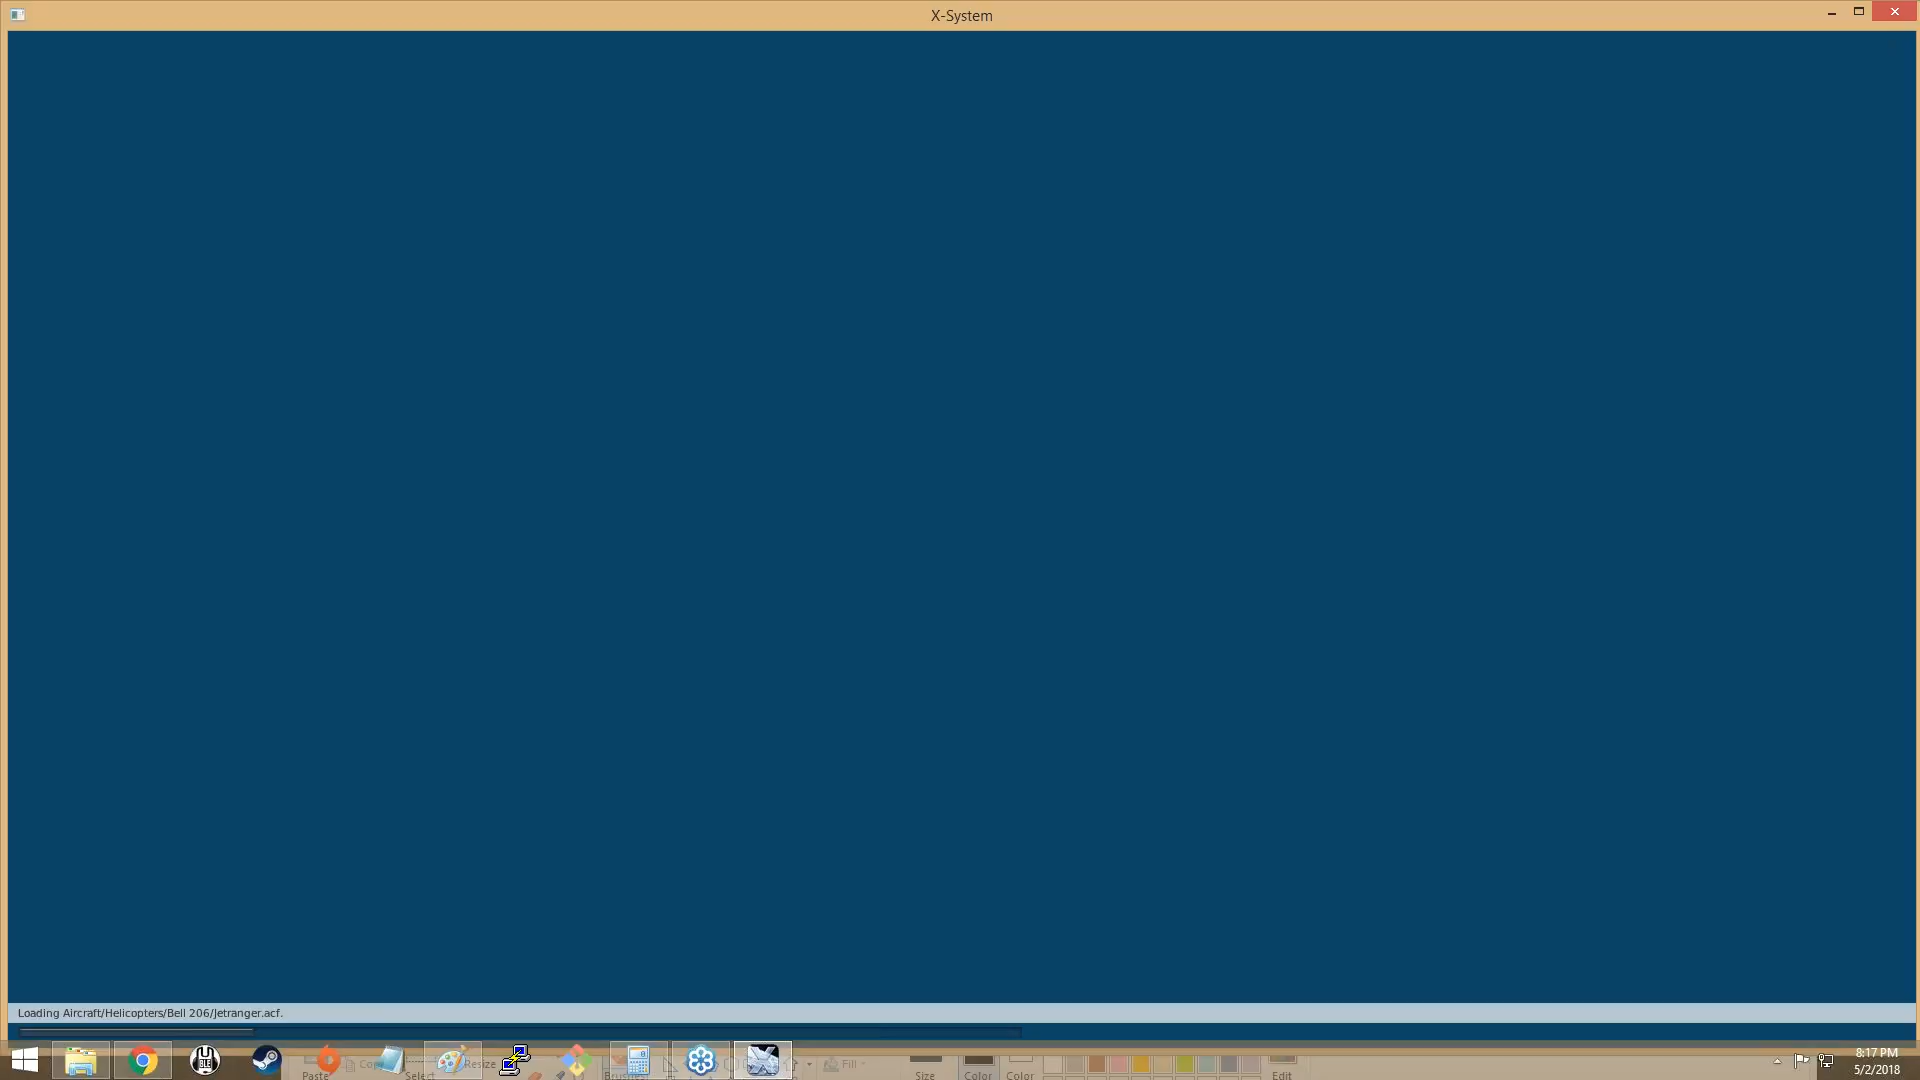 X-System
Loading Aircraft/Helicopters/Bell 206/Jetranger.acf.
Resize
Fill
Paste
Select
Size
Color
Color
Edit
8:17 PM
5/2/2018